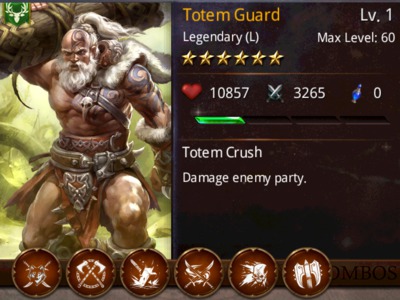 Totem Guard
Lv. 1
Legendary (L)
Max Level: 60
10857
3265
0
Totem Crush
Damage enemy party.
OMBOS